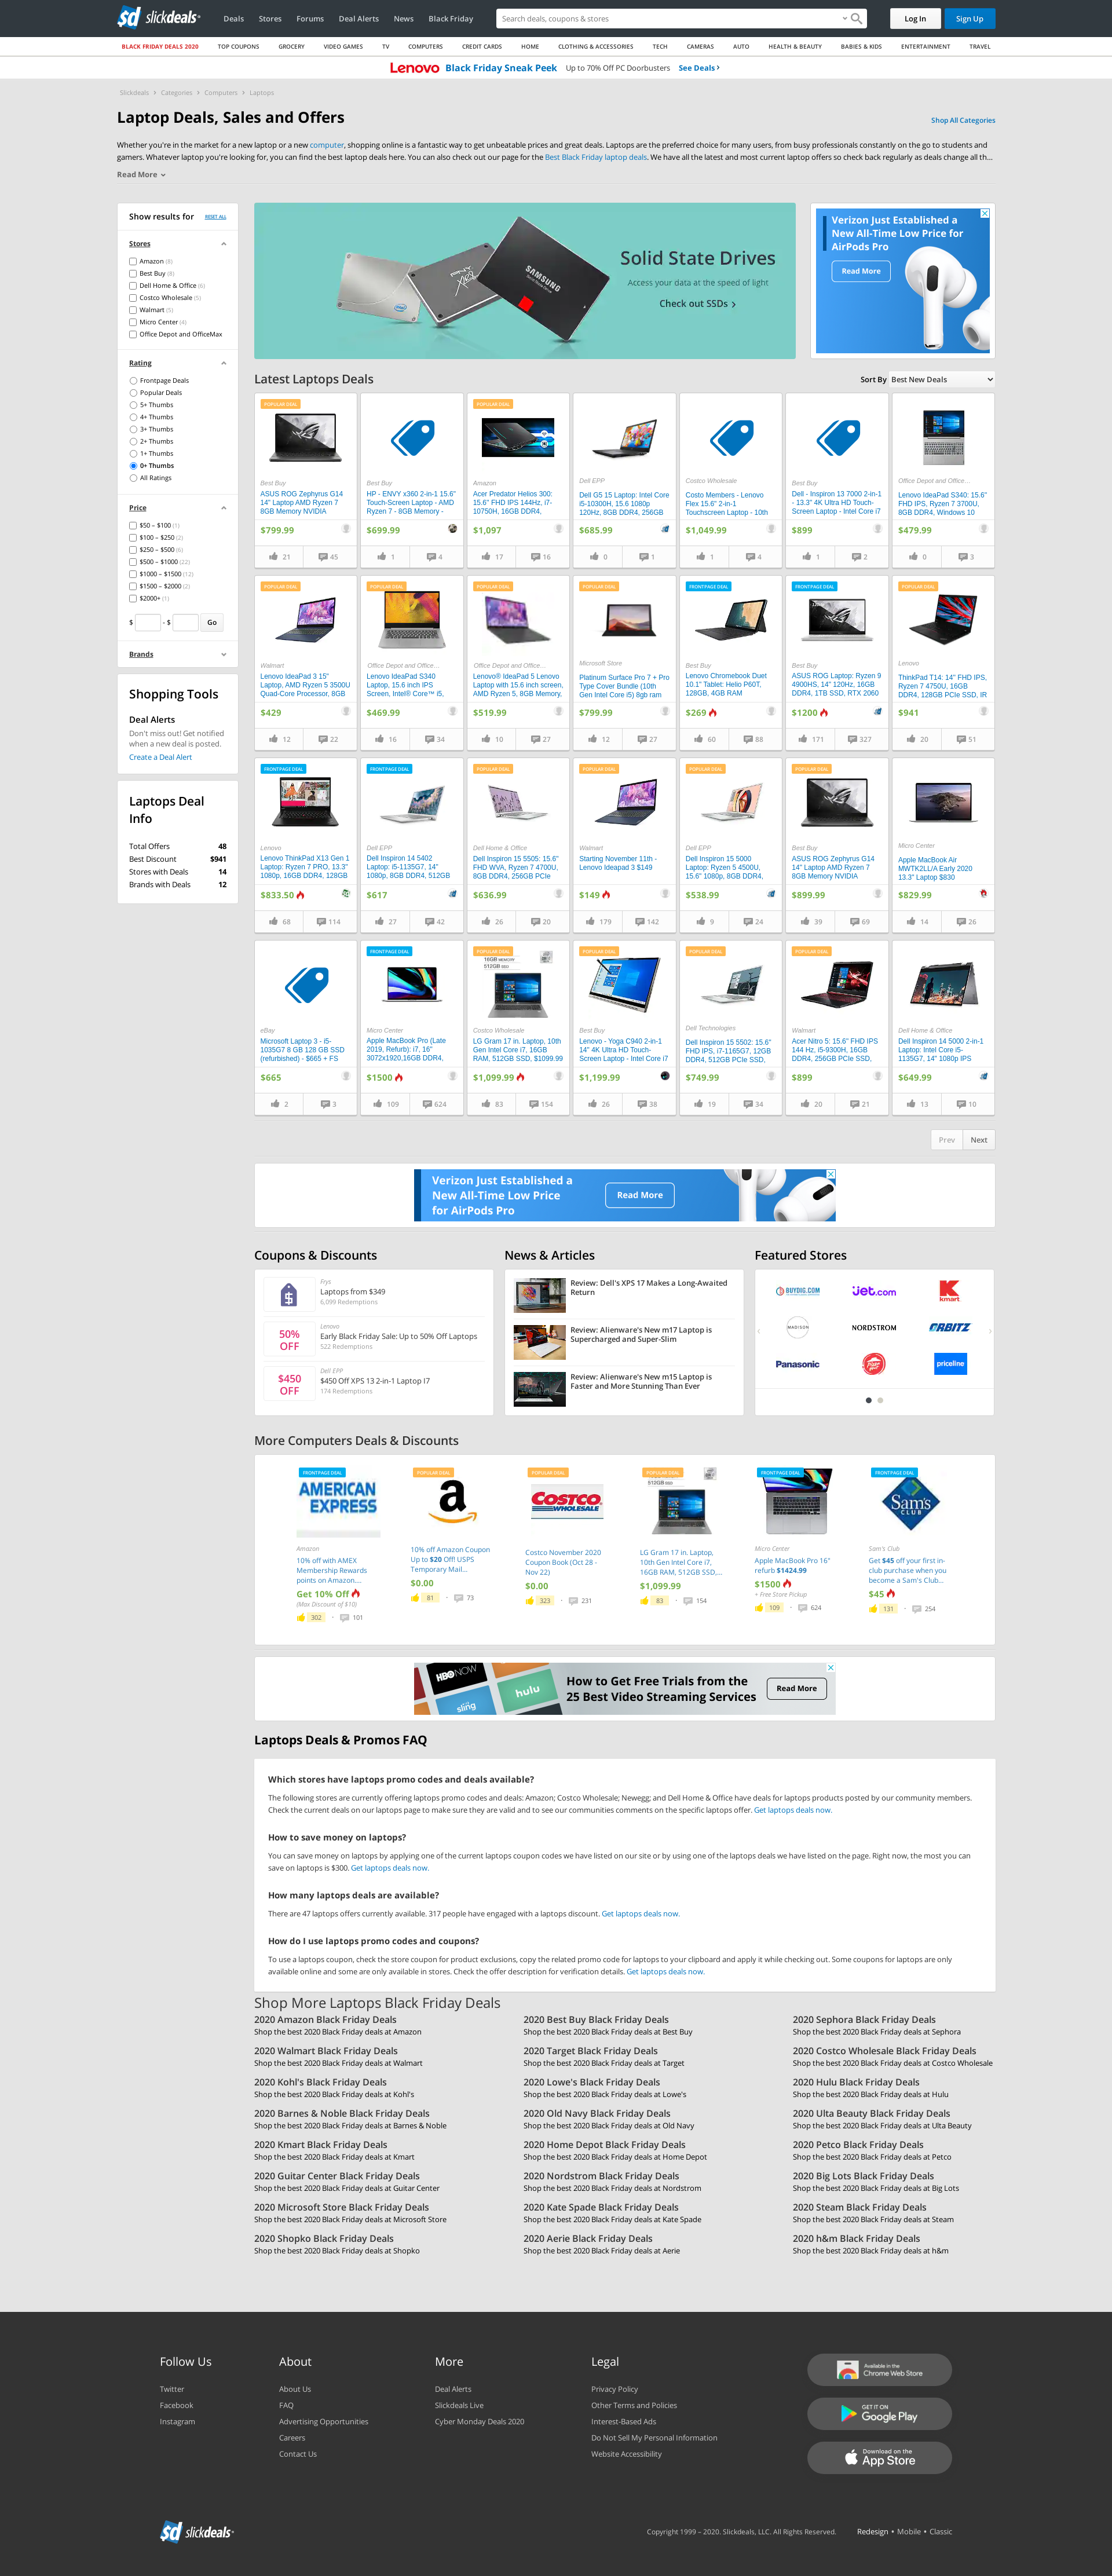 sd slickdeals
Deals Stores Forums Deal Alerts News Black Friday
Search deals, coupons & stores
Log In
Sign Up
BLACK FRIDAY DEALS 2020 TOP COUPONS GROCERY VIDEO GAMES TV COMPUTERS CREDIT CARDS HOME CLOTHING & ACCESSORIES TECH CAMERAS AUTO HEALTH & BEAUTY BABIES & KIDS ENTERTAINMENT TRAVEL
Lenovo Black Friday Sneak Peek Up to 70% Off PC Doorbusters See Deals
Slickdeals Categories Computers Laptops
Laptop Deals, Sales and Offers
Shop All Categories
Whether you're in the market for a new laptop or a new computer, shopping online is a fantastic way to get unbeatable prices and great deals. Laptops are the preferred choice for many users, from busy professionals constantly on the go to students and
gamers. Whatever laptop you're looking for, you can find the best laptop deals here. You can also check out our page for the Best Black Friday laptop deals. We have all the latest and most current laptop offers so check back regularly as deals change all th...
Read More
Show results for RESET ALL
Stores
Amazon (8)
Best Buy (8)
Dell Home & Office (6)
Costco Wholesale (5)
Walmart (5)
Micro Center (4)
Office Depot and OfficeMax
Rating
Frontpage Deals
Popular Deals
5+ Thumbs
4+ Thumbs
3+ Thumbs
2+ Thumbs
1+ Thumbs
0+ Thumbs
All Ratings
Price
$50 – $100 (1)
$100 – $250 (2)
$250 – $500 (6)
$500 – $1000 (22)
$1000 – $1500 (12)
$1500 – $2000 (2)
$2000+ (1)
$ - $ Go
Brands
Shopping Tools
Deal Alerts
Don't miss out! Get notified
when a new deal is posted.
Create a Deal Alert
Laptops Deal
Info
Total Offers 48
Best Discount $941
Stores with Deals 14
Brands with Deals 12
Solid State Drives
Access your data at the speed of light
Check out SSDs
Verizon Just Established a
New All-Time Low Price for
AirPods Pro
Read More
Latest Laptops Deals
Sort By Best New Deals
POPULAR DEAL
Best Buy
ASUS ROG Zephyrus G14
14" Laptop AMD Ryzen 7
8GB Memory NVIDIA
$799.99
21 45
Best Buy
HP - ENVY x360 2-in-1 15.6"
Touch-Screen Laptop - AMD
Ryzen 7 - 8GB Memory -
$699.99
1 4
POPULAR DEAL
Amazon
Acer Predator Helios 300:
15.6" FHD IPS 144Hz, i7-
10750H, 16GB DDR4,
$1,097
17 16
Dell EPP
Dell G5 15 Laptop: Intel Core
i5-10300H, 15.6 1080p
120Hz, 8GB DDR4, 256GB
$685.99
0 1
Costco Wholesale
Costo Members - Lenovo
Flex 15.6" 2-in-1
Touchscreen Laptop - 10th
$1,049.99
1 4
Best Buy
Dell - Inspiron 13 7000 2-in-1
- 13.3" 4K Ultra HD Touch-
Screen Laptop - Intel Core i7
$899
1 2
Office Depot and Office...
Lenovo IdeaPad S340: 15.6"
FHD IPS, Ryzen 7 3700U,
8GB DDR4, Windows 10
$479.99
0 3
POPULAR DEAL
Walmart
Lenovo IdeaPad 3 15"
Laptop, AMD Ryzen 5 3500U
Quad-Core Processor, 8GB
$429
12 22
POPULAR DEAL
Office Depot and Office...
Lenovo IdeaPad S340
Laptop, 15.6 inch IPS
Screen, Intel® Core™ i5,
$469.99
16 34
POPULAR DEAL
Office Depot and Office...
Lenovo® IdeaPad 5 Lenovo
Laptop with 15.6 inch screen,
AMD Ryzen 5, 8GB Memory,
$519.99
10 27
POPULAR DEAL
Microsoft Store
Platinum Surface Pro 7 + Pro
Type Cover Bundle (10th
Gen Intel Core i5) 8gb ram
$799.99
12 27
FRONTPAGE DEAL
Best Buy
Lenovo Chromebook Duet
10.1" Tablet: Helio P60T,
128GB, 4GB RAM
$269
60 88
FRONTPAGE DEAL
Best Buy
ASUS ROG Laptop: Ryzen 9
4900HS, 14" 120Hz, 16GB
DDR4, 1TB SSD, RTX 2060
$1200
171 327
POPULAR DEAL
Lenovo
ThinkPad T14: 14" FHD IPS,
Ryzen 7 4750U, 16GB
DDR4, 128GB PCIe SSD, IR
$941
20 51
FRONTPAGE DEAL
Lenovo
Lenovo ThinkPad X13 Gen 1
Laptop: Ryzen 7 PRO, 13.3"
1080p, 16GB DDR4, 128GB
$833.50
68 114
FRONTPAGE DEAL
Dell EPP
Dell Inspiron 14 5402
Laptop: i5-1135G7, 14"
1080p, 8GB DDR4, 512GB
$617
27 42
POPULAR DEAL
Dell Home & Office
Dell Inspiron 15 5505: 15.6"
FHD WVA, Ryzen 7 4700U,
8GB DDR4, 256GB PCIe
$636.99
26 20
POPULAR DEAL
Walmart
Starting November 11th -
Lenovo Ideapad 3 $149
$149
179 142
POPULAR DEAL
Dell EPP
Dell Inspiron 15 5000
Laptop: Ryzen 5 4500U,
15.6" 1080p, 8GB DDR4,
$538.99
9 24
POPULAR DEAL
Best Buy
ASUS ROG Zephyrus G14
14" Laptop AMD Ryzen 7
8GB Memory NVIDIA
$899.99
39 69
Micro Center
Apple MacBook Air
MWTK2LL/A Early 2020
13.3" Laptop $830
$829.99
14 26
eBay
Microsoft Laptop 3 - i5-
1035G7 8 GB 128 GB SSD
(refurbished) - $665 + FS
$665
2 3
FRONTPAGE DEAL
Micro Center
Apple MacBook Pro (Late
2019, Refurb): i7, 16"
3072x1920,16GB DDR4,
$1500
109 624
POPULAR DEAL
16GB MEMORY
512GB SSD
Costco Wholesale
LG Gram 17 in. Laptop, 10th
Gen Intel Core i7, 16GB
RAM, 512GB SSD, $1099.99
$1,099.99
83 154
POPULAR DEAL
Best Buy
Lenovo - Yoga C940 2-in-1
14" 4K Ultra HD Touch-
Screen Laptop - Intel Core i7
$1,199.99
26 38
POPULAR DEAL
Dell Technologies
Dell Inspiron 15 5502: 15.6"
FHD IPS, i7-1165G7, 12GB
DDR4, 512GB PCIe SSD,
$749.99
19 34
POPULAR DEAL
Walmart
Acer Nitro 5: 15.6" FHD IPS
144 Hz, i5-9300H, 16GB
DDR4, 256GB PCIe SSD,
$899
20 21
Dell Home & Office
Dell Inspiron 14 5000 2-in-1
Laptop: Intel Core i5-
1135G7, 14" 1080p IPS
$649.99
13 10
Prev Next
Verizon Just Established a
New All-Time Low Price
for AirPods Pro
Read More
Coupons & Discounts
Frys
Laptops from $349
6,099 Redemptions
50%
OFF
Lenovo
Early Black Friday Sale: Up to 50% Off Laptops
522 Redemptions
$450
OFF
Dell EPP
$450 Off XPS 13 2-in-1 Laptop I7
174 Redemptions
News & Articles
Review: Dell's XPS 17 Makes a Long-Awaited
Return
Review: Alienware's New m17 Laptop is
Supercharged and Super-Slim
Review: Alienware's New m15 Laptop is
Faster and More Stunning Than Ever
Featured Stores
BUYDIG.COM jet.com kmart
MADISON NORDSTROM ORBITZ
Panasonic Pizza Hut priceline
More Computers Deals & Discounts
FRONTPAGE DEAL
AMERICAN
EXPRESS
Amazon
10% off with AMEX
Membership Rewards
points on Amazon....
Get 10% Off
(Max Discount of $10)
302 101
POPULAR DEAL
a
10% off Amazon Coupon
Up to $20 Off! USPS
Temporary Mail...
$0.00
81 73
POPULAR DEAL
COSTCO
WHOLESALE
Costco November 2020
Coupon Book (Oct 28 -
Nov 22)
$0.00
323 231
POPULAR DEAL
512GB SSD
LG Gram 17 in. Laptop,
10th Gen Intel Core i7,
16GB RAM, 512GB SSD,...
$1,099.99
83 154
FRONTPAGE DEAL
Micro Center
Apple MacBook Pro 16"
refurb $1424.99
$1500
+ Free Store Pickup
109 624
FRONTPAGE DEAL
Sam's
CLUB
Sam's Club
Get $45 off your first in-
club purchase when you
become a Sam's Club...
$45
131 254
HBO NOW
sling
hulu
How to Get Free Trials from the
25 Best Video Streaming Services
Read More
Laptops Deals & Promos FAQ
Which stores have laptops promo codes and deals available?
The following stores are currently offering laptops promo codes and deals: Amazon; Costco Wholesale; Newegg; and Dell Home & Office have deals for laptops products posted by our community members.
Check the current deals on our laptops page to make sure they are valid and to see our communities comments on the specific laptops offer. Get laptops deals now.
How to save money on laptops?
You can save money on laptops by applying one of the current laptops coupon codes we have listed on our site or by using one of the laptops deals we have listed on the page. Right now, the most you can
save on laptops is $300. Get laptops deals now.
How many laptops deals are available?
There are 47 laptops offers currently available. 317 people have engaged with a laptops discount. Get laptops deals now.
How do I use laptops promo codes and coupons?
To use a laptops coupon, check the store coupon for product exclusions, copy the related promo code for laptops to your clipboard and apply it while checking out. Some coupons for laptops are only
available online and some are only available in stores. Check the offer description for verification details. Get laptops deals now.
Shop More Laptops Black Friday Deals
2020 Amazon Black Friday Deals
Shop the best 2020 Black Friday deals at Amazon
2020 Best Buy Black Friday Deals
Shop the best 2020 Black Friday deals at Best Buy
2020 Sephora Black Friday Deals
Shop the best 2020 Black Friday deals at Sephora
2020 Walmart Black Friday Deals
Shop the best 2020 Black Friday deals at Walmart
2020 Target Black Friday Deals
Shop the best 2020 Black Friday deals at Target
2020 Costco Wholesale Black Friday Deals
Shop the best 2020 Black Friday deals at Costco Wholesale
2020 Kohl's Black Friday Deals
Shop the best 2020 Black Friday deals at Kohl's
2020 Lowe's Black Friday Deals
Shop the best 2020 Black Friday deals at Lowe's
2020 Hulu Black Friday Deals
Shop the best 2020 Black Friday deals at Hulu
2020 Barnes & Noble Black Friday Deals
Shop the best 2020 Black Friday deals at Barnes & Noble
2020 Old Navy Black Friday Deals
Shop the best 2020 Black Friday deals at Old Navy
2020 Ulta Beauty Black Friday Deals
Shop the best 2020 Black Friday deals at Ulta Beauty
2020 Kmart Black Friday Deals
Shop the best 2020 Black Friday deals at Kmart
2020 Home Depot Black Friday Deals
Shop the best 2020 Black Friday deals at Home Depot
2020 Petco Black Friday Deals
Shop the best 2020 Black Friday deals at Petco
2020 Guitar Center Black Friday Deals
Shop the best 2020 Black Friday deals at Guitar Center
2020 Nordstrom Black Friday Deals
Shop the best 2020 Black Friday deals at Nordstrom
2020 Big Lots Black Friday Deals
Shop the best 2020 Black Friday deals at Big Lots
2020 Microsoft Store Black Friday Deals
Shop the best 2020 Black Friday deals at Microsoft Store
2020 Kate Spade Black Friday Deals
Shop the best 2020 Black Friday deals at Kate Spade
2020 Steam Black Friday Deals
Shop the best 2020 Black Friday deals at Steam
2020 Shopko Black Friday Deals
Shop the best 2020 Black Friday deals at Shopko
2020 Aerie Black Friday Deals
Shop the best 2020 Black Friday deals at Aerie
2020 h&m Black Friday Deals
Shop the best 2020 Black Friday deals at h&m
Follow Us
Twitter
Facebook
Instagram
About
About Us
FAQ
Advertising Opportunities
Careers
Contact Us
More
Deal Alerts
Slickdeals Live
Cyber Monday Deals 2020
Legal
Privacy Policy
Other Terms and Policies
Interest-Based Ads
Do Not Sell My Personal Information
Website Accessibility
Available in the
Chrome Web Store
GET IT ON
Google Play
Download on the
App Store
sd slickdeals
Copyright 1999 – 2020. Slickdeals, LLC. All Rights Reserved. Redesign • Mobile • Classic